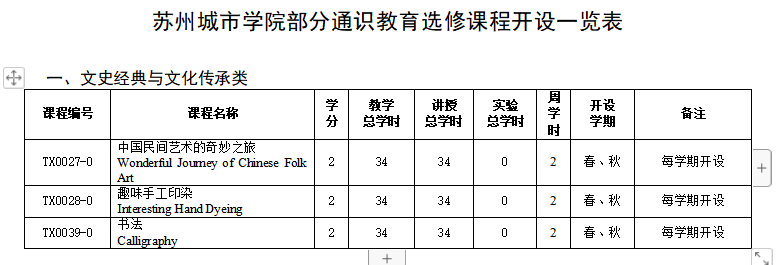 苏州城市学院部分通识教育选修课程开设一览表
一、文史经典与文化传承类
课程编号 课程名称 学分 教学总学时 讲授总学时 实验总学时 周学时 开设学期 备注
TX0027-0 中国民间艺术的奇妙之旅 Wonderful Journey of Chinese Folk Art 2 34 34 0 2 春、秋 每学期开设
TX0028-0 趣味手工印染 Interesting Hand Dyeing 2 34 34 0 2 春、秋 每学期开设
TX0039-0 书法 Calligraphy 2 34 34 0 2 春、秋 每学期开设